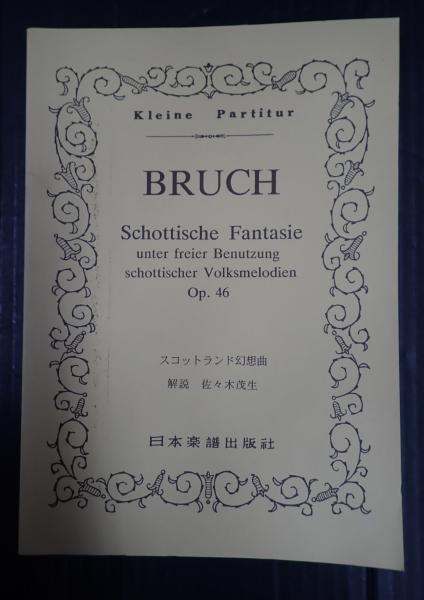 Kleine Partitur
BRUCH
Schottische Fantasie
unter freier Benutzung
schottischer Volksmelodien
Op. 46
スコットランド幻想曲
解説 佐々木茂生
日本楽譜出版社